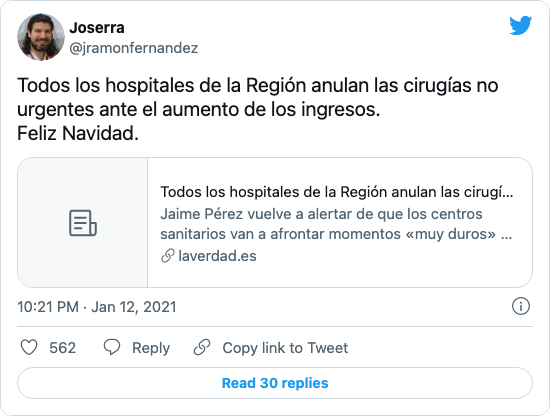 Joserra
@jramonfernandez
Todos los hospitales de la Región anulan las cirugías no
urgentes ante el aumento de los ingresos.
Feliz Navidad.
Todos los hospitales de la Región anulan las cirugí...
Jaime Pérez vuelve a alertar de que los centros
sanitarios van a afrontar momentos «muy duros» ...
laverdad.es
10:21 PM · Jan 12, 2021
562 Reply Copy link to Tweet
Read 30 replies